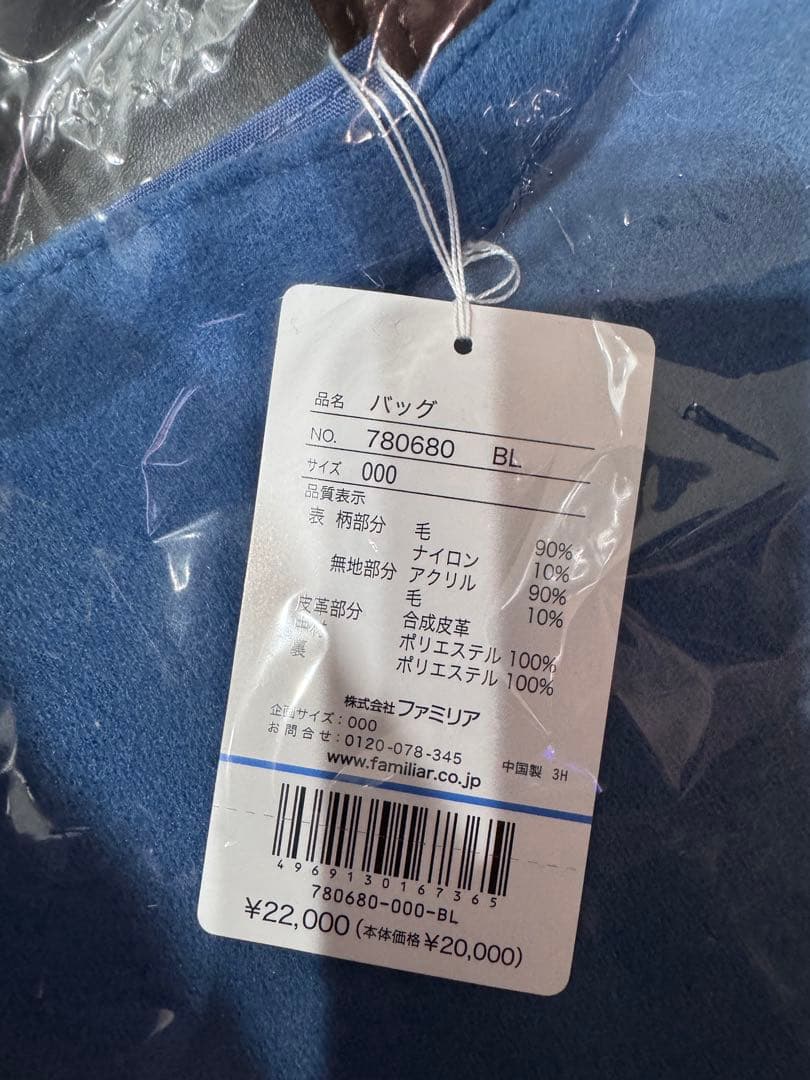 品名 バッグ
NO. 780680 BL
サイズ 000
品質表示
表 柄部分 毛 90%
ナイロン 10%
無地部分 アクリル 90%
毛 10%
皮革部分 合成皮革
ポリエステル 100%
裏 ポリエステル 100%
株式会社ファミリア
企画サイズ:000
お問合せ:0120-078-345
www.familiar.co.jp 中国製 3H
4969130167365
780680-000-BL
¥22,000(本体価格¥20,000)